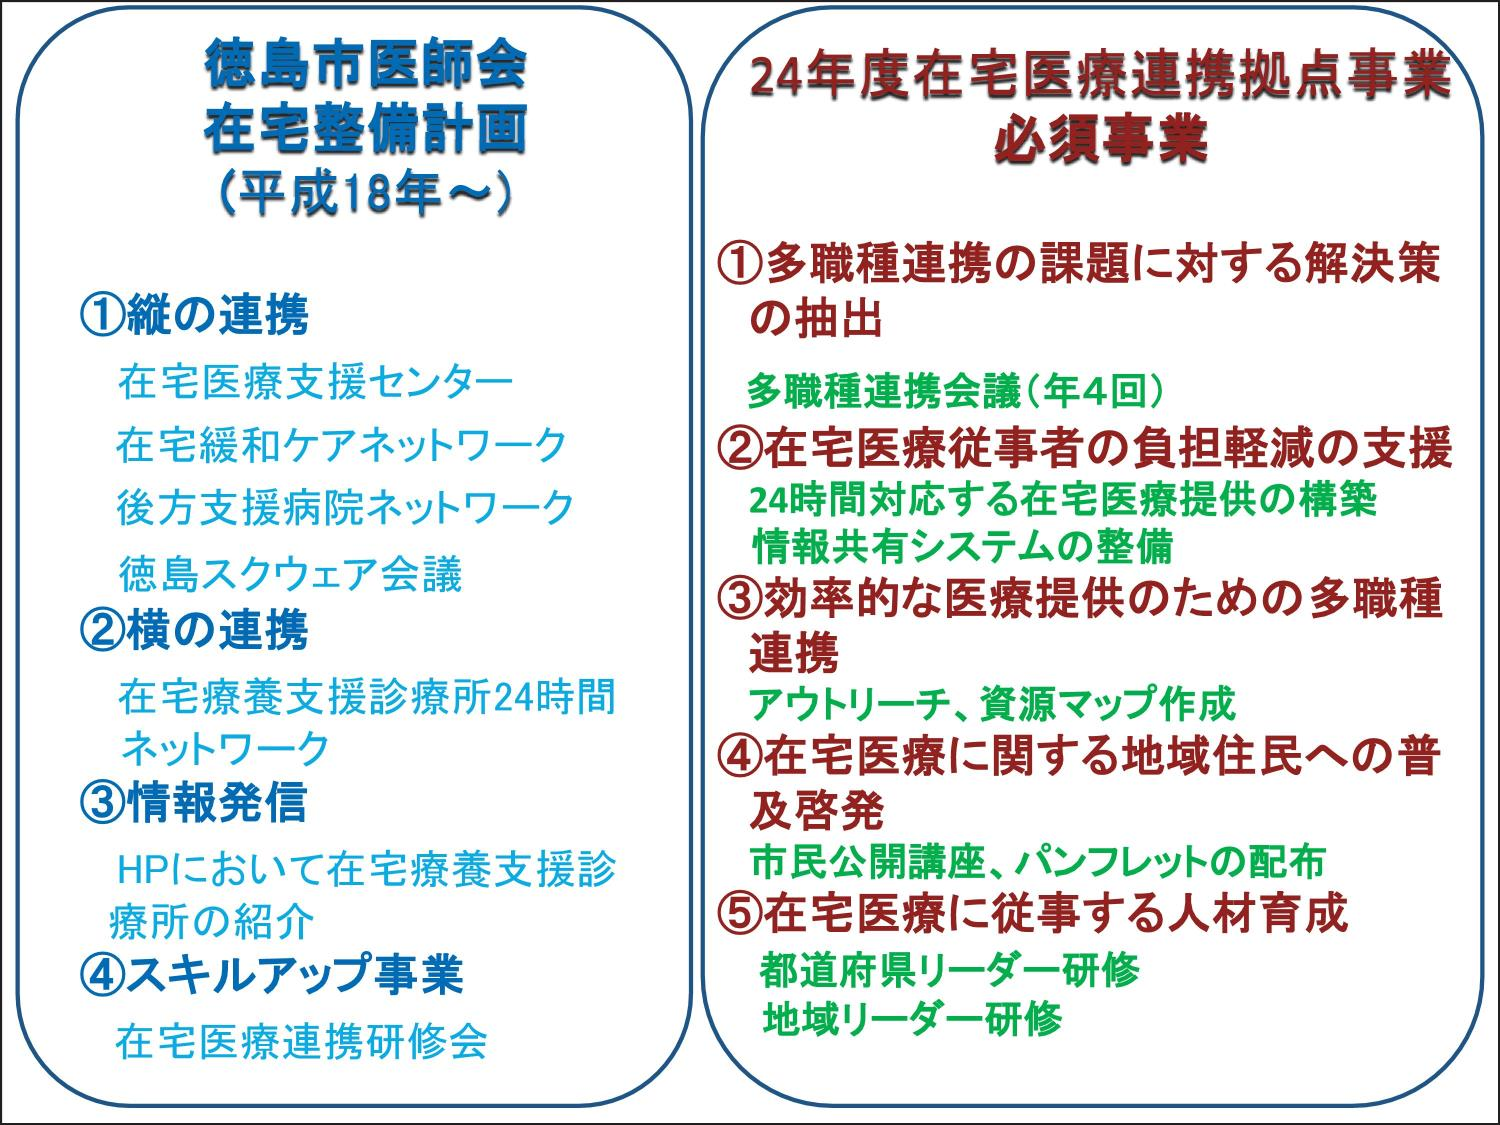 徳島市医師会
在宅整備計画
（平成18年～）
①縦の連携
在宅医療支援センター
在宅緩和ケアネットワーク
後方支援病院ネットワーク
徳島スクウェア会議
②横の連携
在宅療養支援診療所24時間
ネットワーク
③情報発信
HPにおいて在宅療養支援診
療所の紹介
④スキルアップ事業
在宅医療連携研修会
24年度在宅医療連携拠点事業
必須事業
①多職種連携の課題に対する解決策
の抽出
多職種連携会議（年４回）
②在宅医療従事者の負担軽減の支援
24時間対応する在宅医療提供の構築
情報共有システムの整備
③効率的な医療提供のための多職種
連携
アウトリーチ、資源マップ作成
④在宅医療に関する地域住民への普
及啓発
市民公開講座、パンフレットの配布
⑤在宅医療に従事する人材育成
都道府県リーダー研修
地域リーダー研修